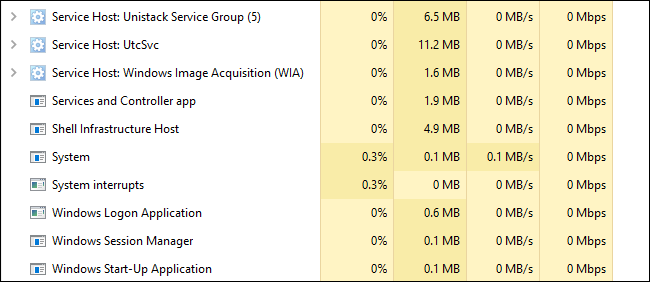 Service Host: Unistack Service Group (5) 0% 6.5 MB 0 MB/s 0 Mbps
Service Host: UtcSvc 0% 11.2 MB 0 MB/s 0 Mbps
Service Host: Windows Image Acquisition (WIA) 0% 1.6 MB 0 MB/s 0 Mbps
Services and Controller app 0% 1.9 MB 0 MB/s 0 Mbps
Shell Infrastructure Host 0% 4.9 MB 0 MB/s 0 Mbps
System 0.3% 0.1 MB 0.1 MB/s 0 Mbps
System interrupts 0.3% 0 MB 0 MB/s 0 Mbps
Windows Logon Application 0% 0.6 MB 0 MB/s 0 Mbps
Windows Session Manager 0% 0.1 MB 0 MB/s 0 Mbps
Windows Start-Up Application 0% 0.1 MB 0 MB/s 0 Mbps